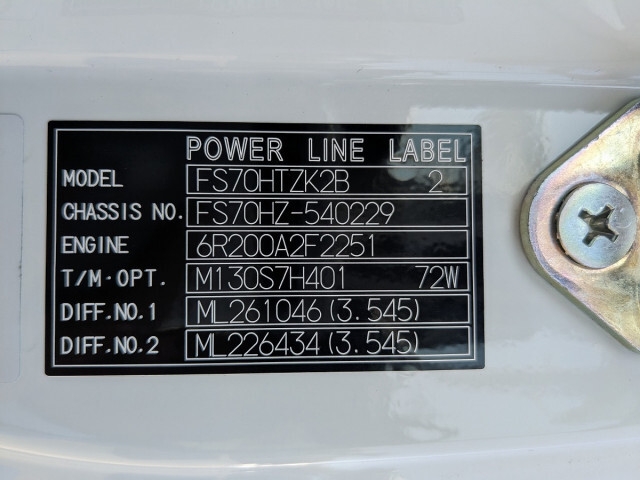 POWER LINE LABEL
MODEL FS70HTZK2B 2
CHASSIS NO. FS70HZ-540229
ENGINE 6R200A2F2251
T/M·OPT. M130S7H401 72W
DIFF.NO.1 ML261046(3.545)
DIFF.NO.2 ML226434(3.545)